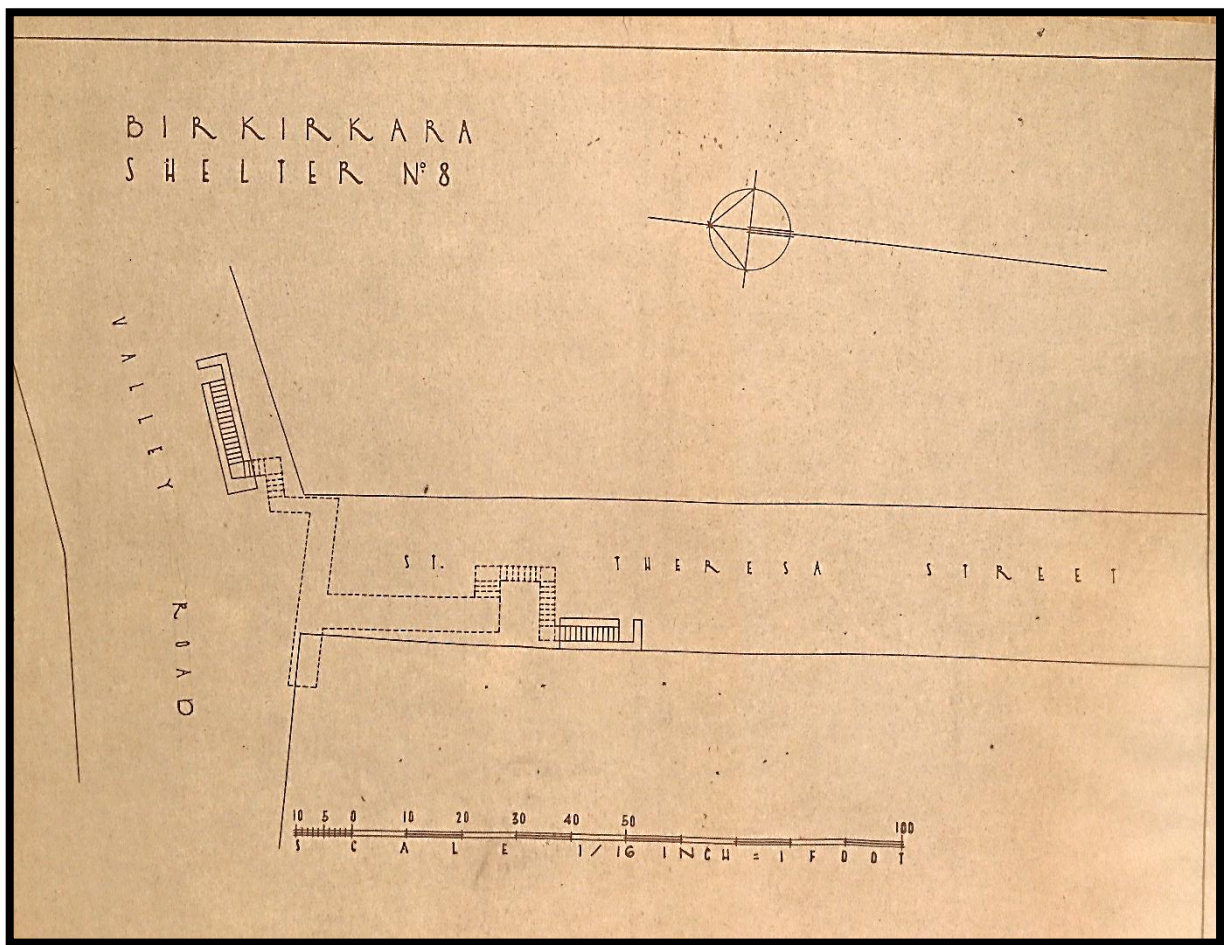 BIRKIRKARA
SHELTER Nº 8
VALLEY ROAD
ST. THERESA STREET
10 5 0 10 20 30 40 50 100
SCALE 1/16 INCH = 1 FOOT